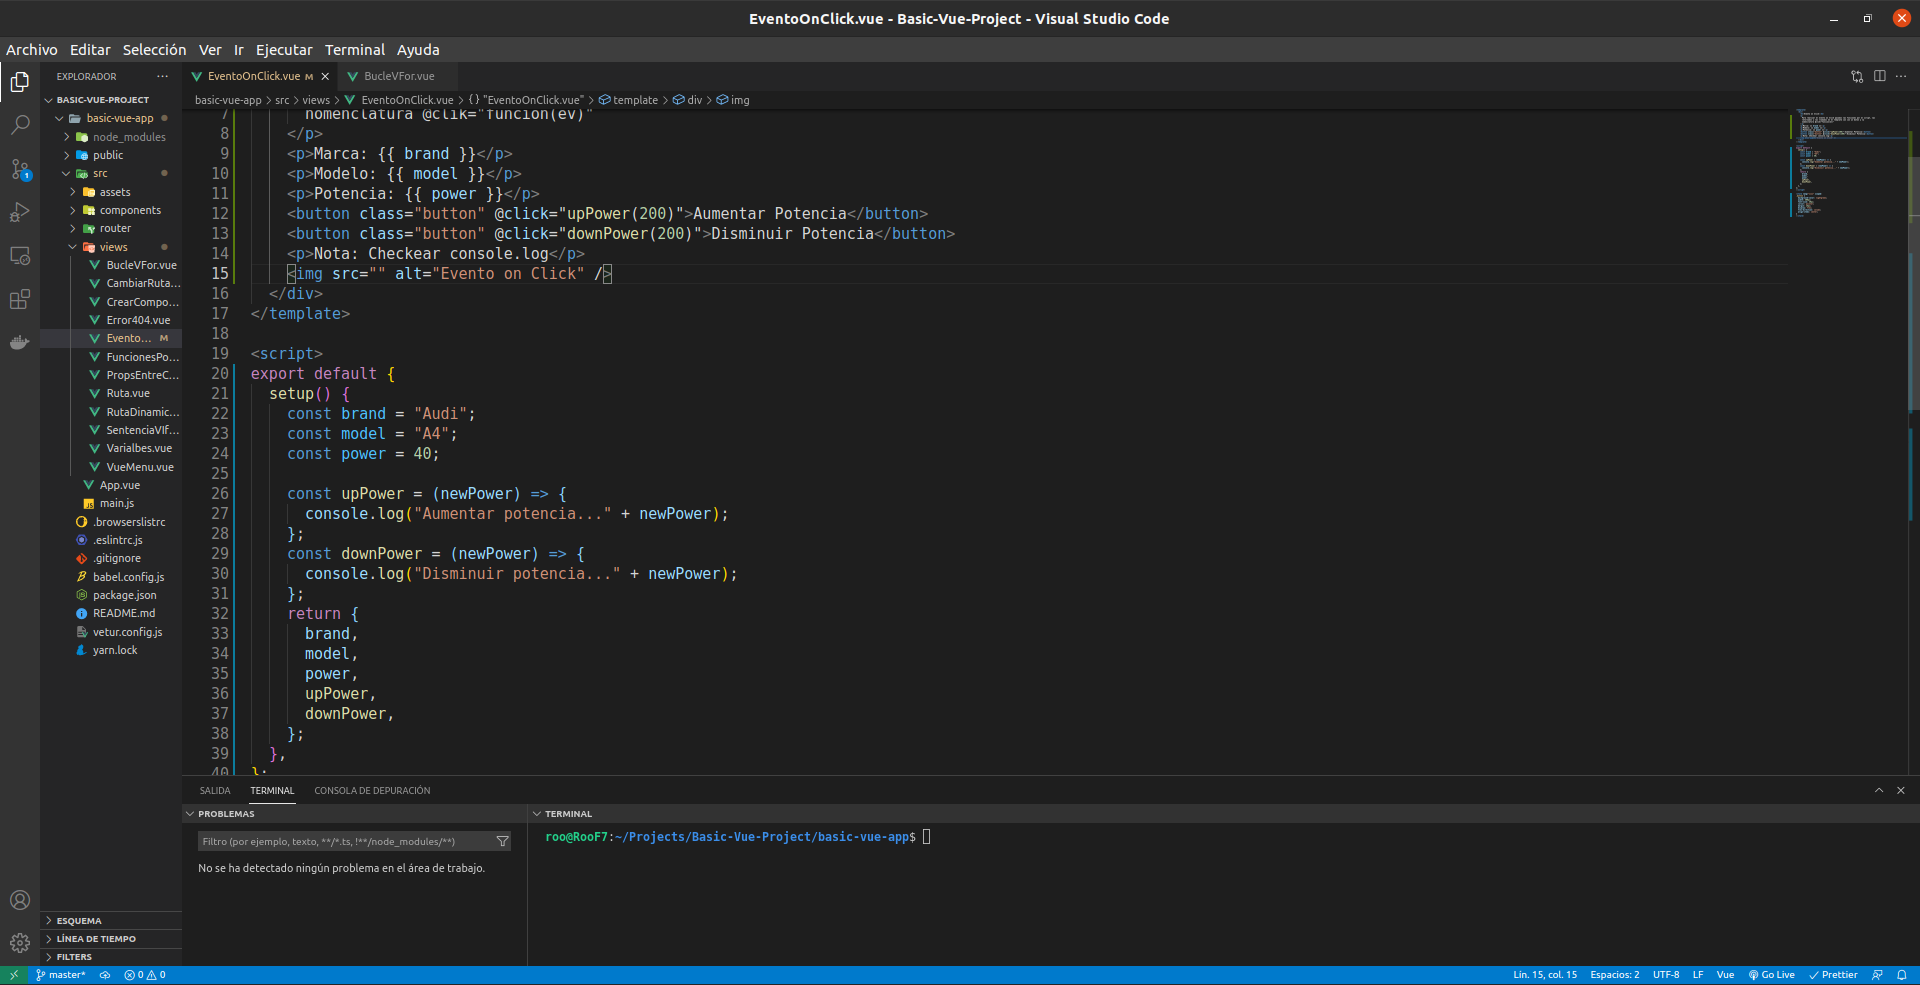 EventoOnClick.vue - Basic-Vue-Project - Visual Studio Code
Archivo Editar Selección Ver Ir Ejecutar Terminal Ayuda
EXPLORADOR ···
EventoOnClick.vue M
BucleVFor.vue
basic-vue-app > src > views > EventoOnClick.vue > {} "EventoOnClick.vue" > template > div > img
BASIC-VUE-PROJECT
basic-vue-app
node_modules
public
src
assets
components
router
views
BucleVFor.vue
CambiarRuta...
CrearCompo...
Error404.vue
Evento... M
FuncionesPo...
PropsEntreC...
Ruta.vue
RutaDinamic...
SentenciaVIf...
Varialbes.vue
VueMenu.vue
App.vue
main.js
.browserslistrc
.eslintrc.js
.gitignore
babel.config.js
package.json
README.md
vetur.config.js
yarn.lock
ESQUEMA
LÍNEA DE TIEMPO
FILTERS
1
7 nomenclatura @clik="funcion(ev)"
8 </p>
9 <p>Marca: {{ brand }}</p>
10 <p>Modelo: {{ model }}</p>
11 <p>Potencia: {{ power }}</p>
12 <button class="button" @click="upPower(200)">Aumentar Potencia</button>
13 <button class="button" @click="downPower(200)">Disminuir Potencia</button>
14 <p>Nota: Checkear console.log</p>
15 <img src="" alt="Evento on Click" />
16 </div>
17 </template>
18
19 <script>
20 export default {
21 setup() {
22 const brand = "Audi";
23 const model = "A4";
24 const power = 40;
25
26 const upPower = (newPower) => {
27 console.log("Aumentar potencia..." + newPower);
28 };
29 const downPower = (newPower) => {
30 console.log("Disminuir potencia..." + newPower);
31 };
32 return {
33 brand,
34 model,
35 power,
36 upPower,
37 downPower,
38 };
39 },
40 };
SALIDA TERMINAL CONSOLA DE DEPURACIÓN
PROBLEMAS
Filtro (por ejemplo, texto, **/*.ts, !**/node_modules/**)
No se ha detectado ningún problema en el área de trabajo.
TERMINAL
roo@RooF7:~/Projects/Basic-Vue-Project/basic-vue-app$
master* 0 0
Lín. 15, col. 15 Espacios: 2 UTF-8 LF Vue Go Live Prettier